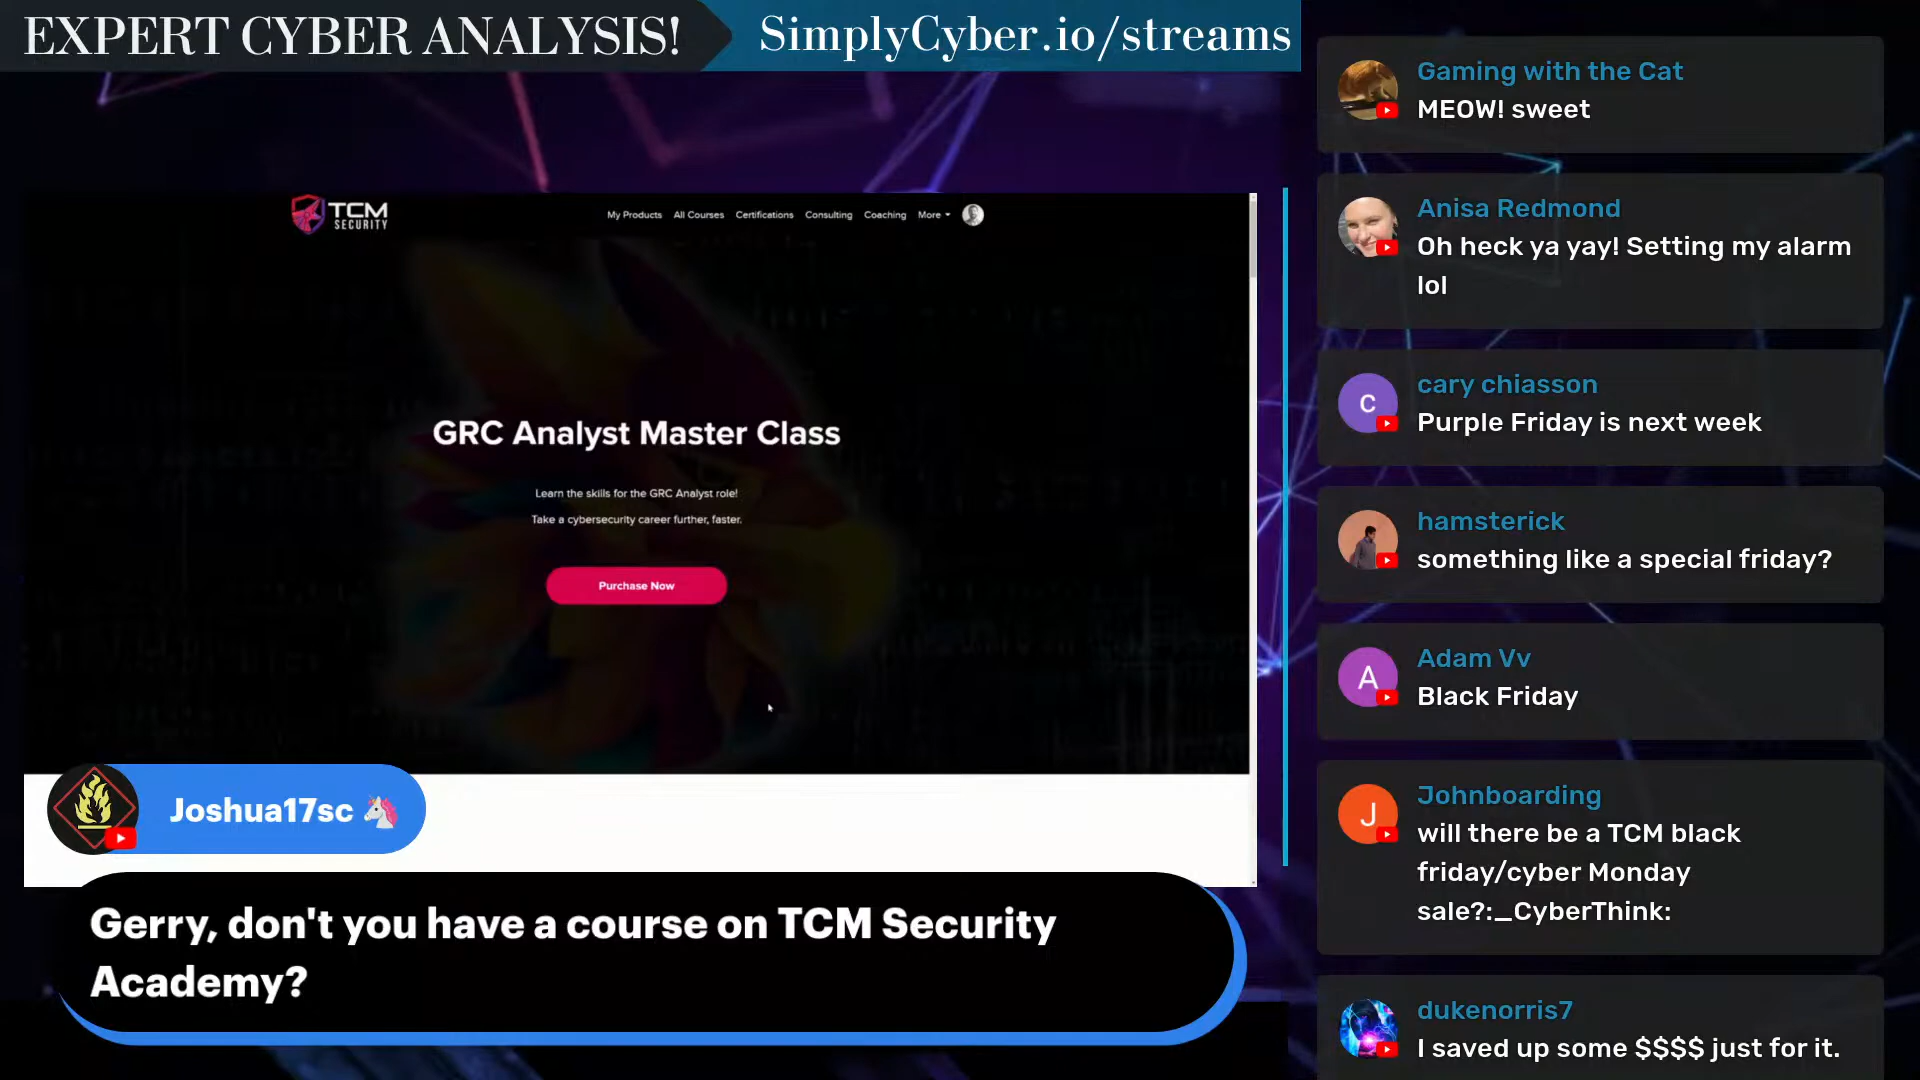 EXPERT CYBER ANALYSIS!
SimplyCyber.io/streams
TCM
SECURITY
My Products
All Courses
Certifications
Consulting
Coaching
More
GRC Analyst Master Class
Learn the skills for the GRC Analyst role!
Take a cybersecurity career further, faster.
Purchase Now
Joshua17sc
Gerry, don't you have a course on TCM Security
Academy?
Gaming with the Cat
MEOW! sweet
Anisa Redmond
Oh heck ya yay! Setting my alarm
lol
C
cary chiasson
Purple Friday is next week
hamsterick
something like a special friday?
A
Adam Vv
Black Friday
J
Johnboarding
will there be a TCM black
friday/cyber Monday
sale?:_CyberThink:
dukenorris7
I saved up some $$$$ just for it.